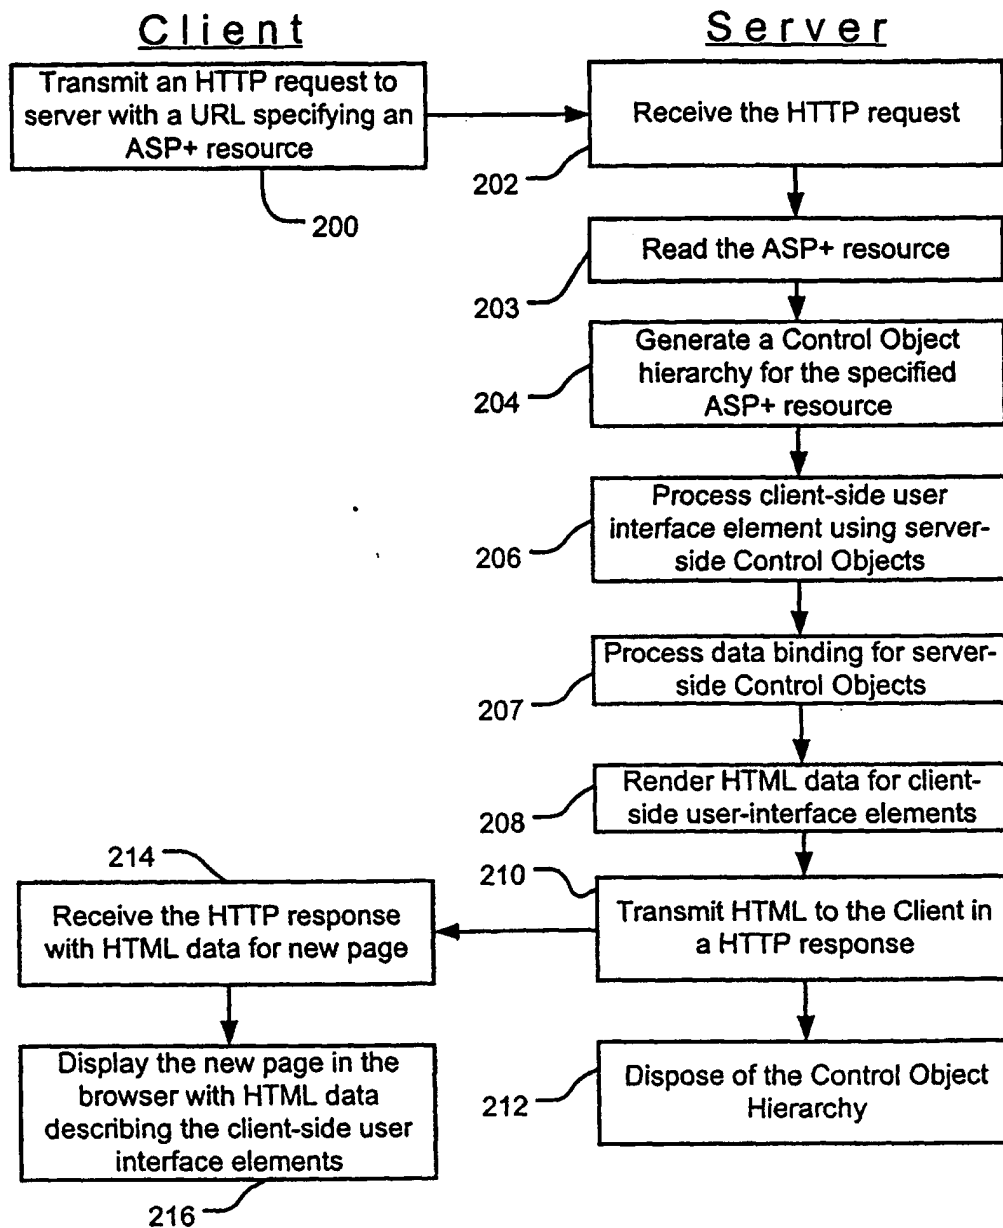 Client
Server
Transmit an HTTP request to
server with a URL specifying an
ASP+ resource
200
Receive the HTTP request
202
Read the ASP+ resource
203
Generate a Control Object
hierarchy for the specified
ASP+ resource
204
Process client-side user
interface element using server-
side Control Objects
206
Process data binding for server-
side Control Objects
207
Render HTML data for client-
side user-interface elements
208
210
Transmit HTML to the Client in
a HTTP response
214
Receive the HTTP response
with HTML data for new page
Dispose of the Control Object
Hierarchy
212
Display the new page in the
browser with HTML data
describing the client-side user
interface elements
216